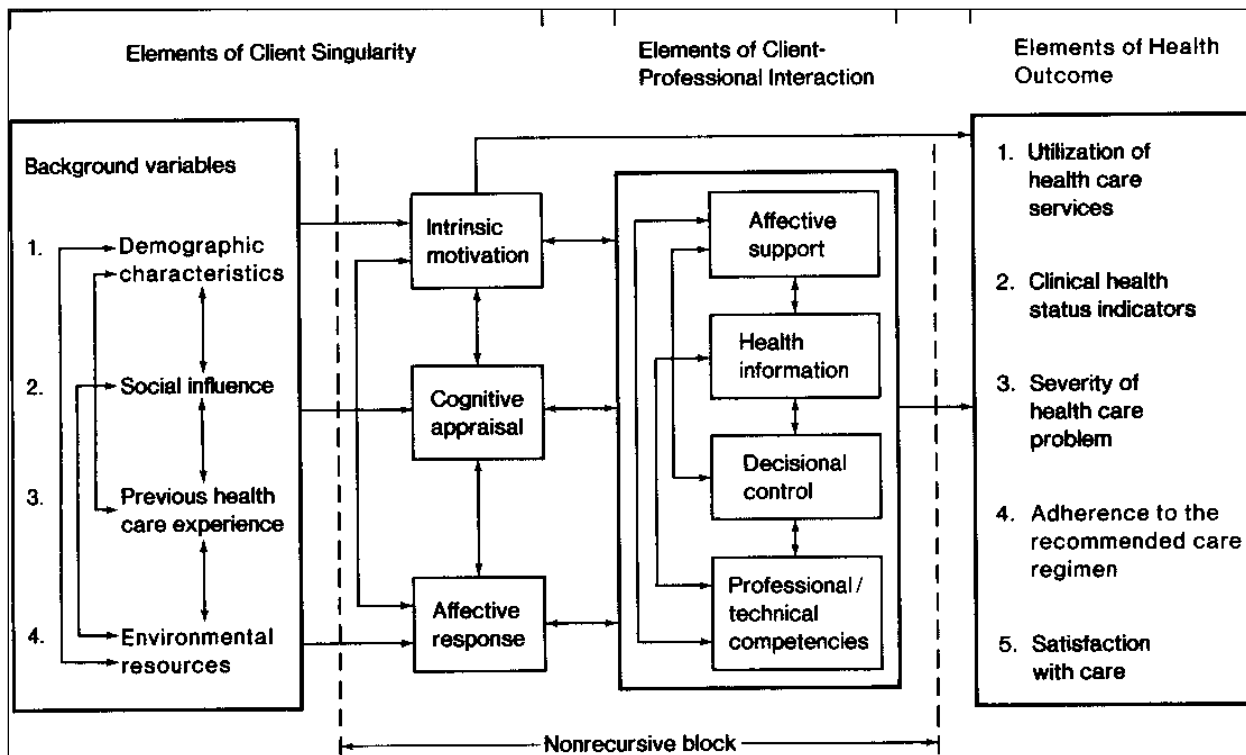 Elements of Client Singularity
Elements of Client-
Professional Interaction
Elements of Health
Outcome
Background variables
1. Demographic
characteristics
2. Social influence
3. Previous health
care experience
4. Environmental
resources
Intrinsic
motivation
Cognitive
appraisal
Affective
response
Affective
support
Health
information
Decisional
control
Professional /
technical
competencies
1. Utilization of
health care
services
2. Clinical health
status indicators
3. Severity of
health care
problem
4. Adherence to the
recommended care
regimen
5. Satisfaction
with care
Nonrecursive block